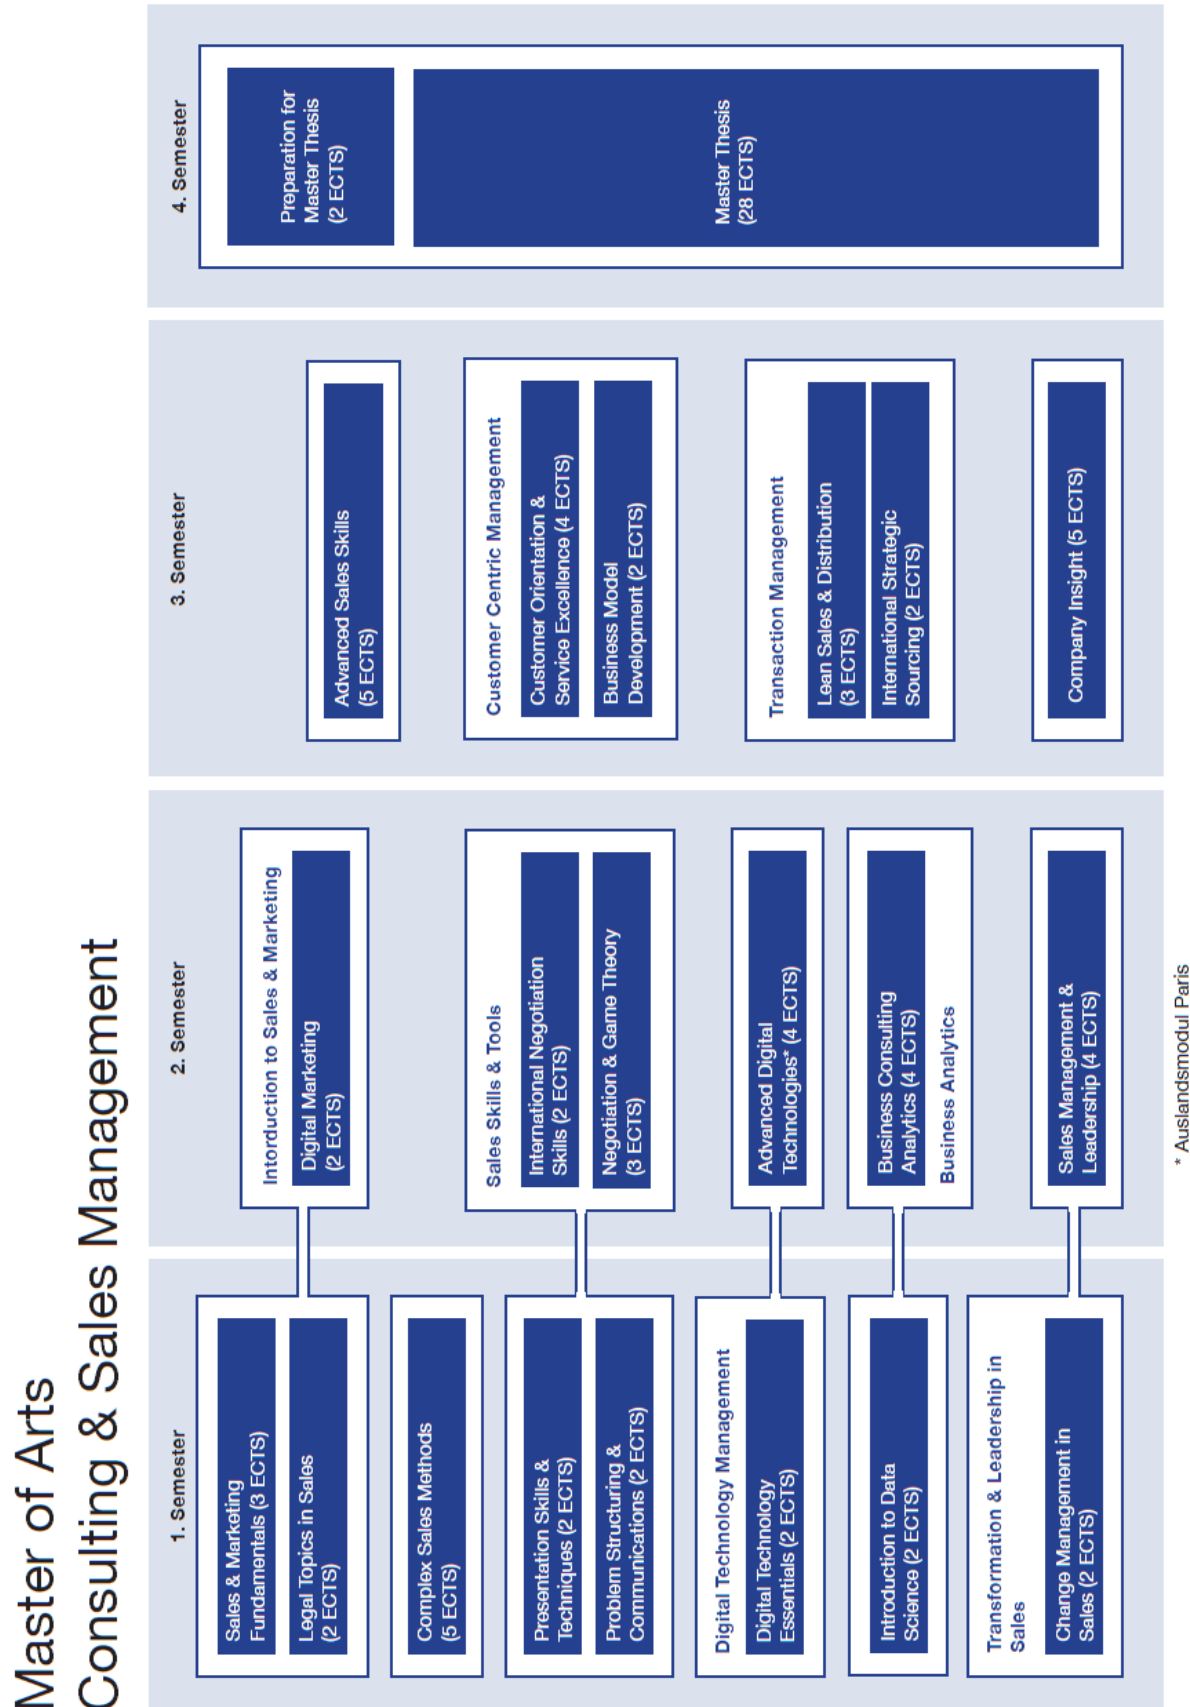 Master of Arts
Consulting & Sales Management
1. Semester
Sales & Marketing
Fundamentals (3 ECTS)
Legal Topics in Sales
(2 ECTS)
Complex Sales Methods
(5 ECTS)
Presentation Skills &
Techniques (2 ECTS)
Problem Structuring &
Communications (2 ECTS)
Digital Technology Management
Digital Technology
Essentials (2 ECTS)
Introduction to Data
Science (2 ECTS)
Transformation & Leadership in
Sales
Change Management in
Sales (2 ECTS)
2. Semester
Intorduction to Sales & Marketing
Digital Marketing
(2 ECTS)
Sales Skills & Tools
International Negotiation
Skills (2 ECTS)
Negotiation & Game Theory
(3 ECTS)
Advanced Digital
Technologies* (4 ECTS)
Business Consulting
Analytics (4 ECTS)
Business Analytics
Sales Management &
Leadership (4 ECTS)
3. Semester
Advanced Sales Skills
(5 ECTS)
Customer Centric Management
Customer Orientation &
Service Excellence (4 ECTS)
Business Model
Development (2 ECTS)
Transaction Management
Lean Sales & Distribution
(3 ECTS)
International Strategic
Sourcing (2 ECTS)
Company Insight (5 ECTS)
4. Semester
Preparation for
Master Thesis
(2 ECTS)
Master Thesis
(28 ECTS)
* Auslandsmodul Paris